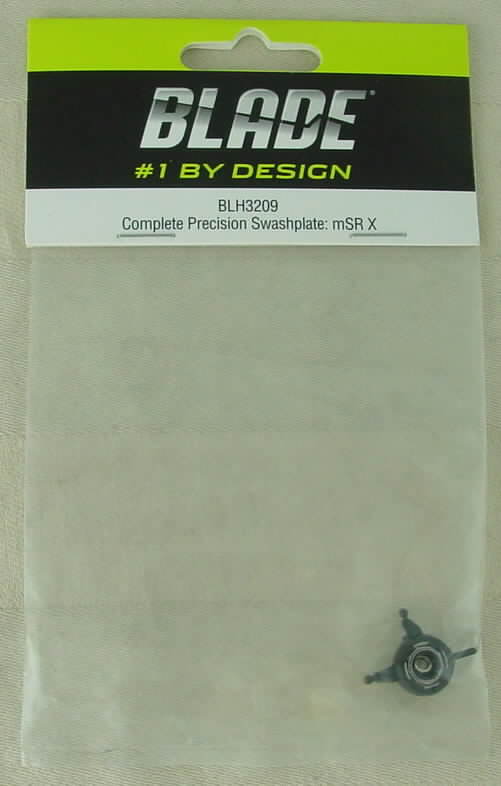 BLADE®
#1 BY DESIGN
BLH3209
Complete Precision Swashplate: mSR X